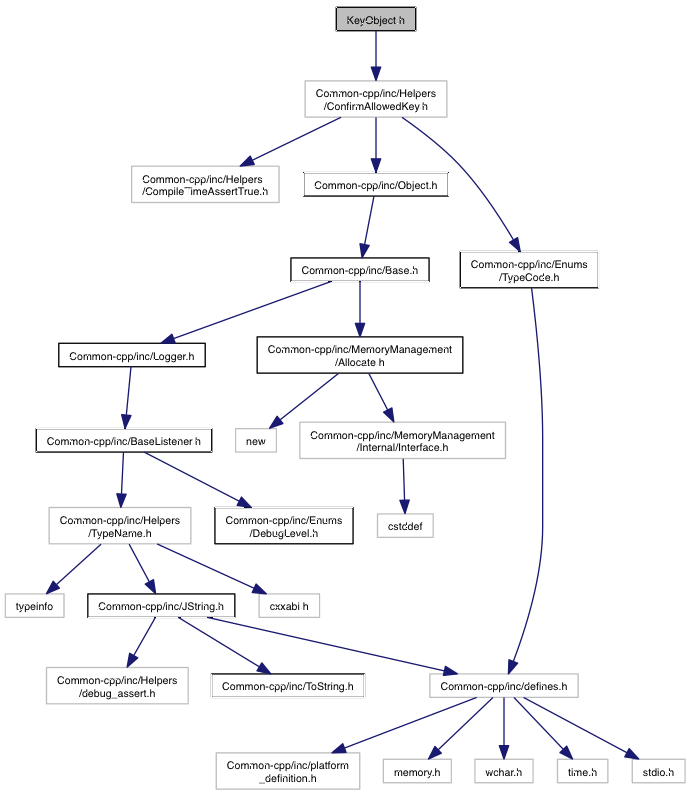 KeyObject.h
Common-cpp/inc/Helpers
/ConfirmAllowedKey.h
Common-cpp/inc/Helpers
/CompileTimeAssertTrue.h
Common-cpp/inc/Object.h
Common-cpp/inc/Base.h
Common-cpp/inc/Enums
/TypeCode.h
Common-cpp/inc/Logger.h
Common-cpp/inc/MemoryManagement
/Allocate.h
Common-cpp/inc/BaseListener.h
new
Common-cpp/inc/MemoryManagement
/Internal/Interface.h
Common-cpp/inc/Helpers
/TypeName.h
Common-cpp/inc/Enums
/DebugLevel.h
cstddef
typeinfo
Common-cpp/inc/JString.h
cxxabi.h
Common-cpp/inc/Helpers
/debug_assert.h
Common-cpp/inc/ToString.h
Common-cpp/inc/defines.h
Common-cpp/inc/platform
_definition.h
memory.h
wchar.h
time.h
stdio.h